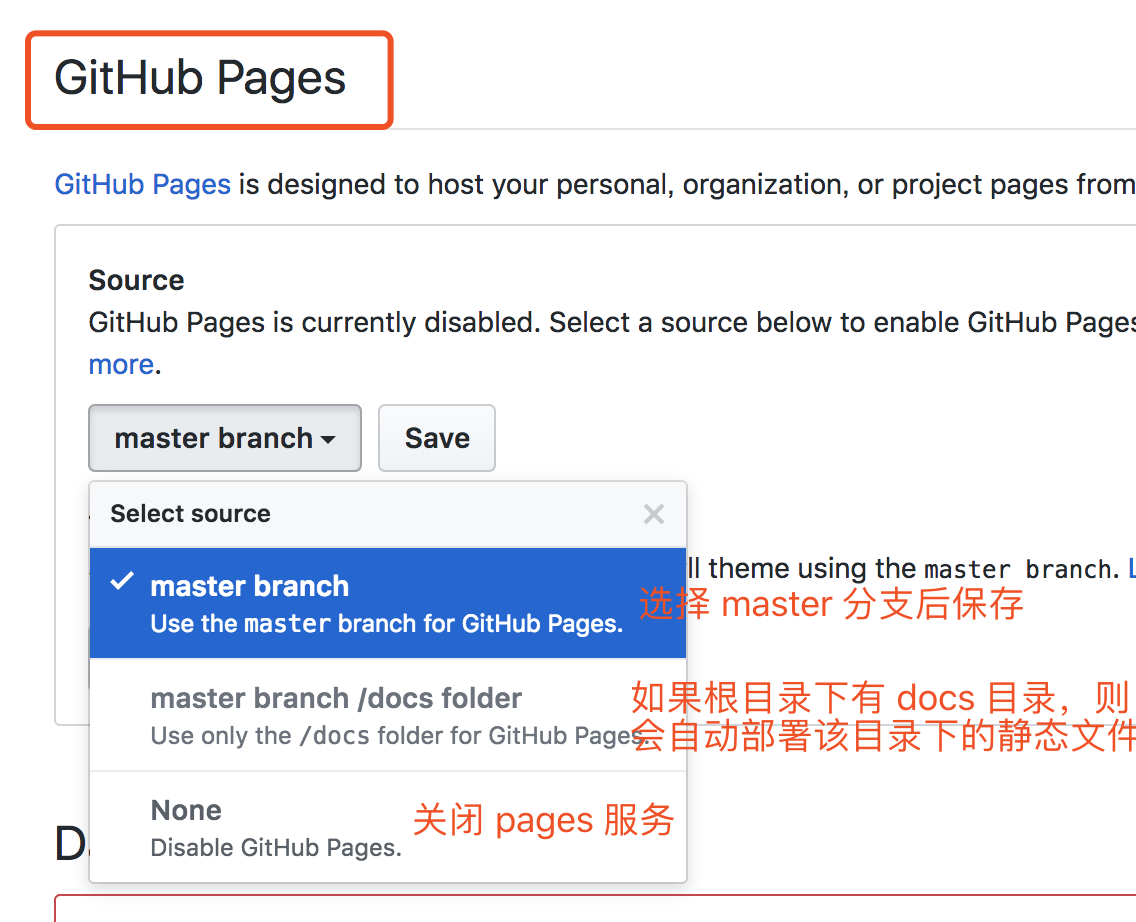 GitHub Pages
GitHub Pages is designed to host your personal, organization, or project pages from
Source
GitHub Pages is currently disabled. Select a source below to enable GitHub Pages
more.
master branch
Save
Select source
ll theme using the master branch.
master branch
Use the master branch for GitHub Pages.
选择 master 分支后保存
master branch /docs folder
Use only the /docs folder for GitHub Pages.
如果根目录下有 docs 目录，则
会自动部署该目录下的静态文件
None
Disable GitHub Pages.
关闭 pages 服务
D